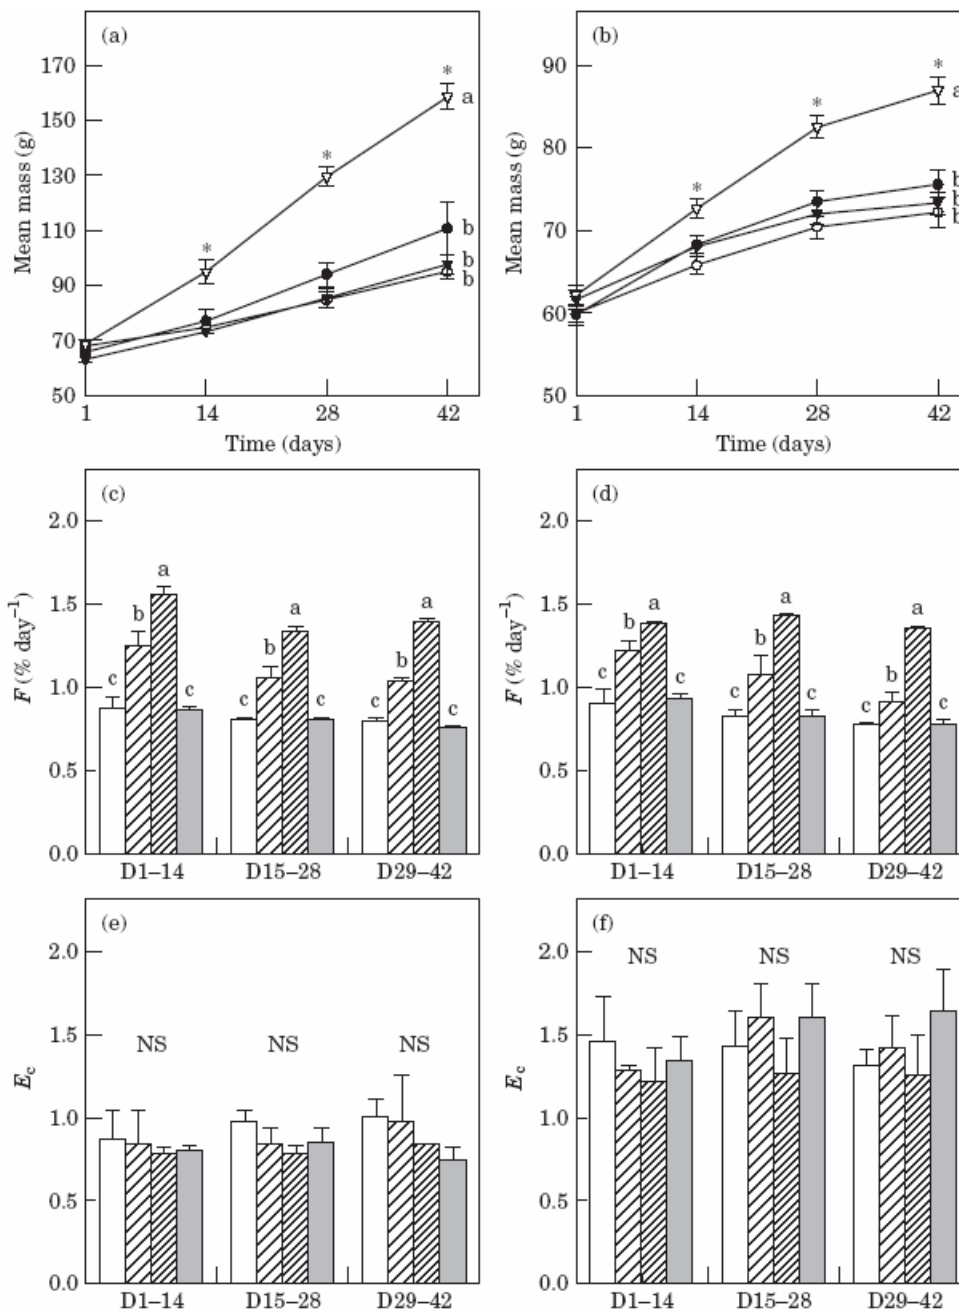 (a)
170
150
130
110
90
70
50
Mean mass (g)
*
*
*
a
b
b
b
1 14 28 42
Time (days)
(b)
90
80
70
60
50
Mean mass (g)
*
*
*
a
b
b
b
1 14 28 42
Time (days)
(c)
2.0
1.5
1.0
0.5
0.0
F (% day⁻¹)
c b a c
c b a c
c b a c
D1–14 D15–28 D29–42
(d)
2.0
1.5
1.0
0.5
0.0
F (% day⁻¹)
c b a c
c b a c
c b a c
D1–14 D15–28 D29–42
(e)
2.0
1.5
1.0
0.5
0.0
Ec
NS NS NS
D1–14 D15–28 D29–42
(f)
2.0
1.5
1.0
0.5
0.0
Ec
NS NS NS
D1–14 D15–28 D29–42